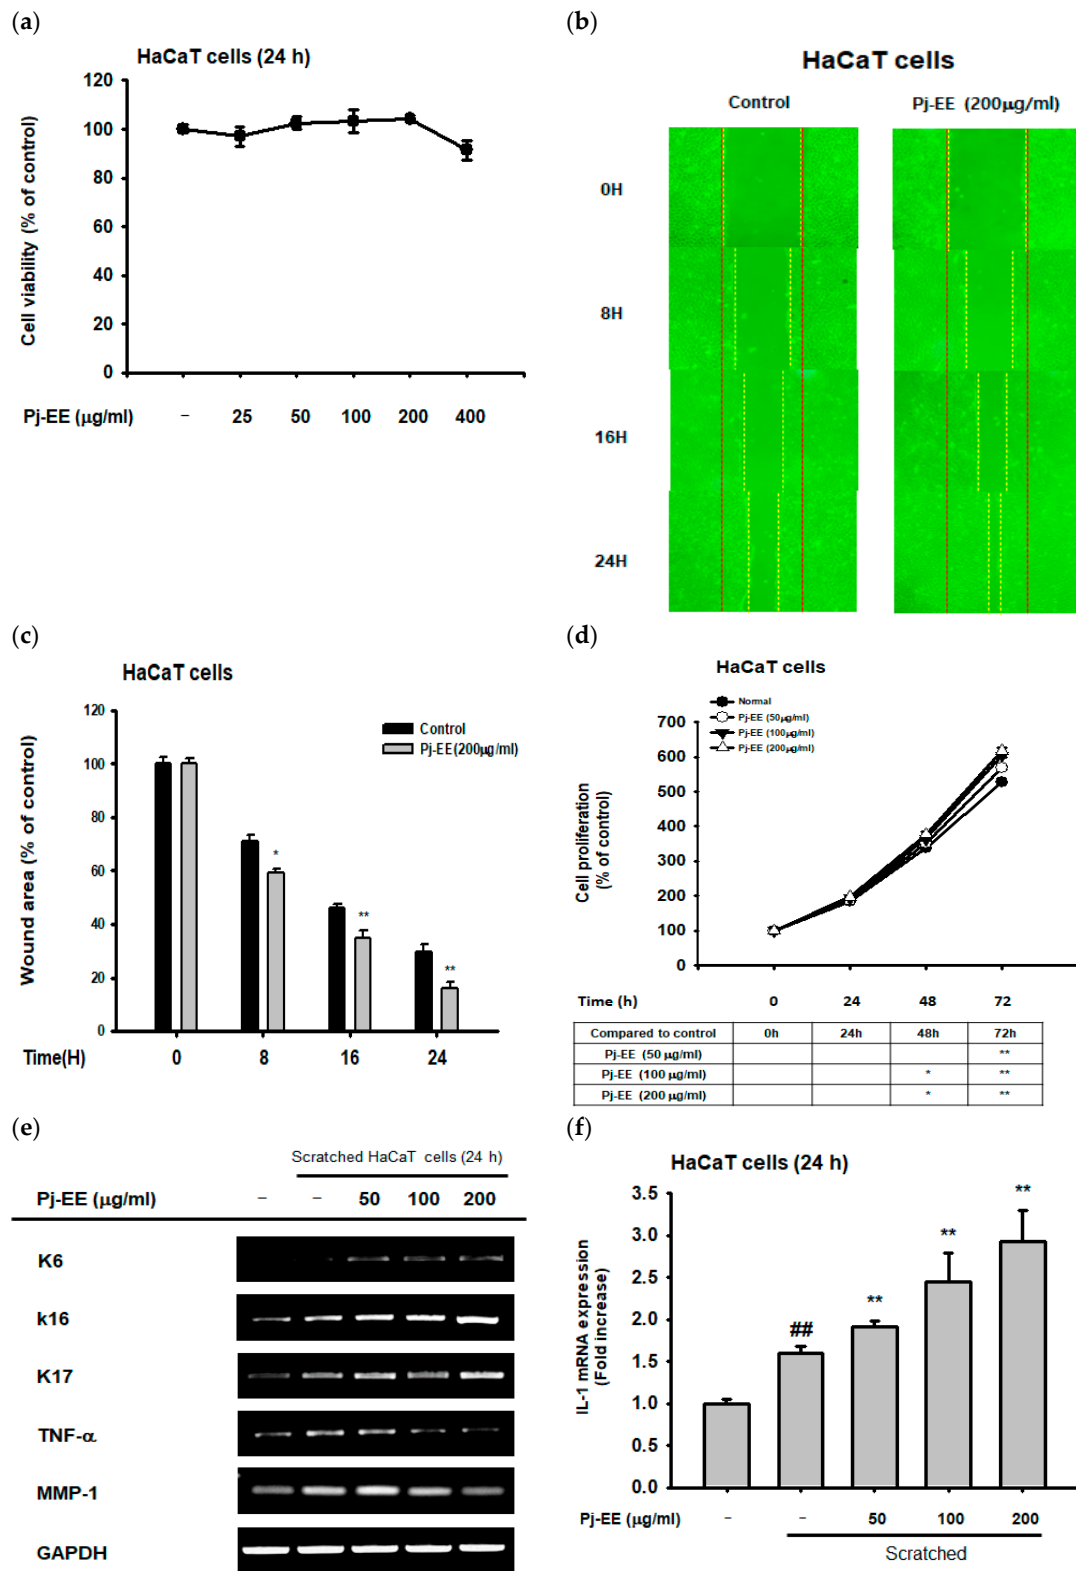 (a)
HaCaT cells (24 h)
120
100
80
60
40
20
0
Cell viability (% of control)
Pj-EE (μg/ml) – 25 50 100 200 400
(b)
HaCaT cells
Control Pj-EE (200μg/ml)
0H
8H
16H
24H
(c)
HaCaT cells
120
100
80
60
40
20
0
Wound area (% of control)
Control
Pj-EE(200μg/ml)
*
**
**
Time(H) 0 8 16 24
(d)
HaCaT cells
Normal
Pj-EE (50μg/ml)
Pj-EE (100μg/ml)
Pj-EE (200μg/ml)
700
600
500
400
300
200
100
0
Cell proliferation
(% of control)
Time (h) 0 24 48 72
Compared to control 0h 24h 48h 72h
Pj-EE (50 μg/ml) **
Pj-EE (100 μg/ml) * **
Pj-EE (200 μg/ml) * **
(e)
Scratched HaCaT cells (24 h)
Pj-EE (μg/ml) – – 50 100 200
K6
k16
K17
TNF-α
MMP-1
GAPDH
(f)
HaCaT cells (24 h)
3.5
3.0
2.5
2.0
1.5
1.0
0.5
0.0
IL-1 mRNA expression
(Fold increase)
##
**
**
**
Pj-EE (μg/ml) – – 50 100 200
Scratched